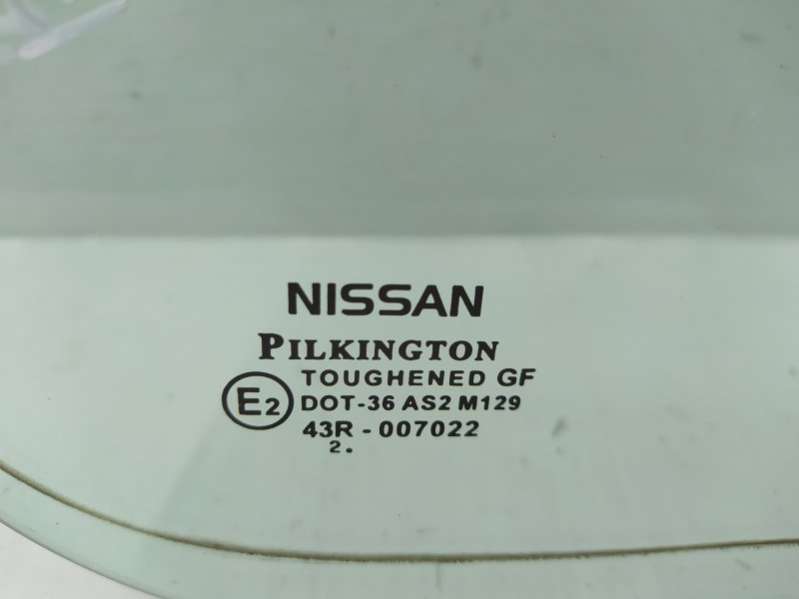 NISSAN
PILKINGTON
TOUGHENED GF
E2 DOT-36 AS2 M129
43R - 007022
2.